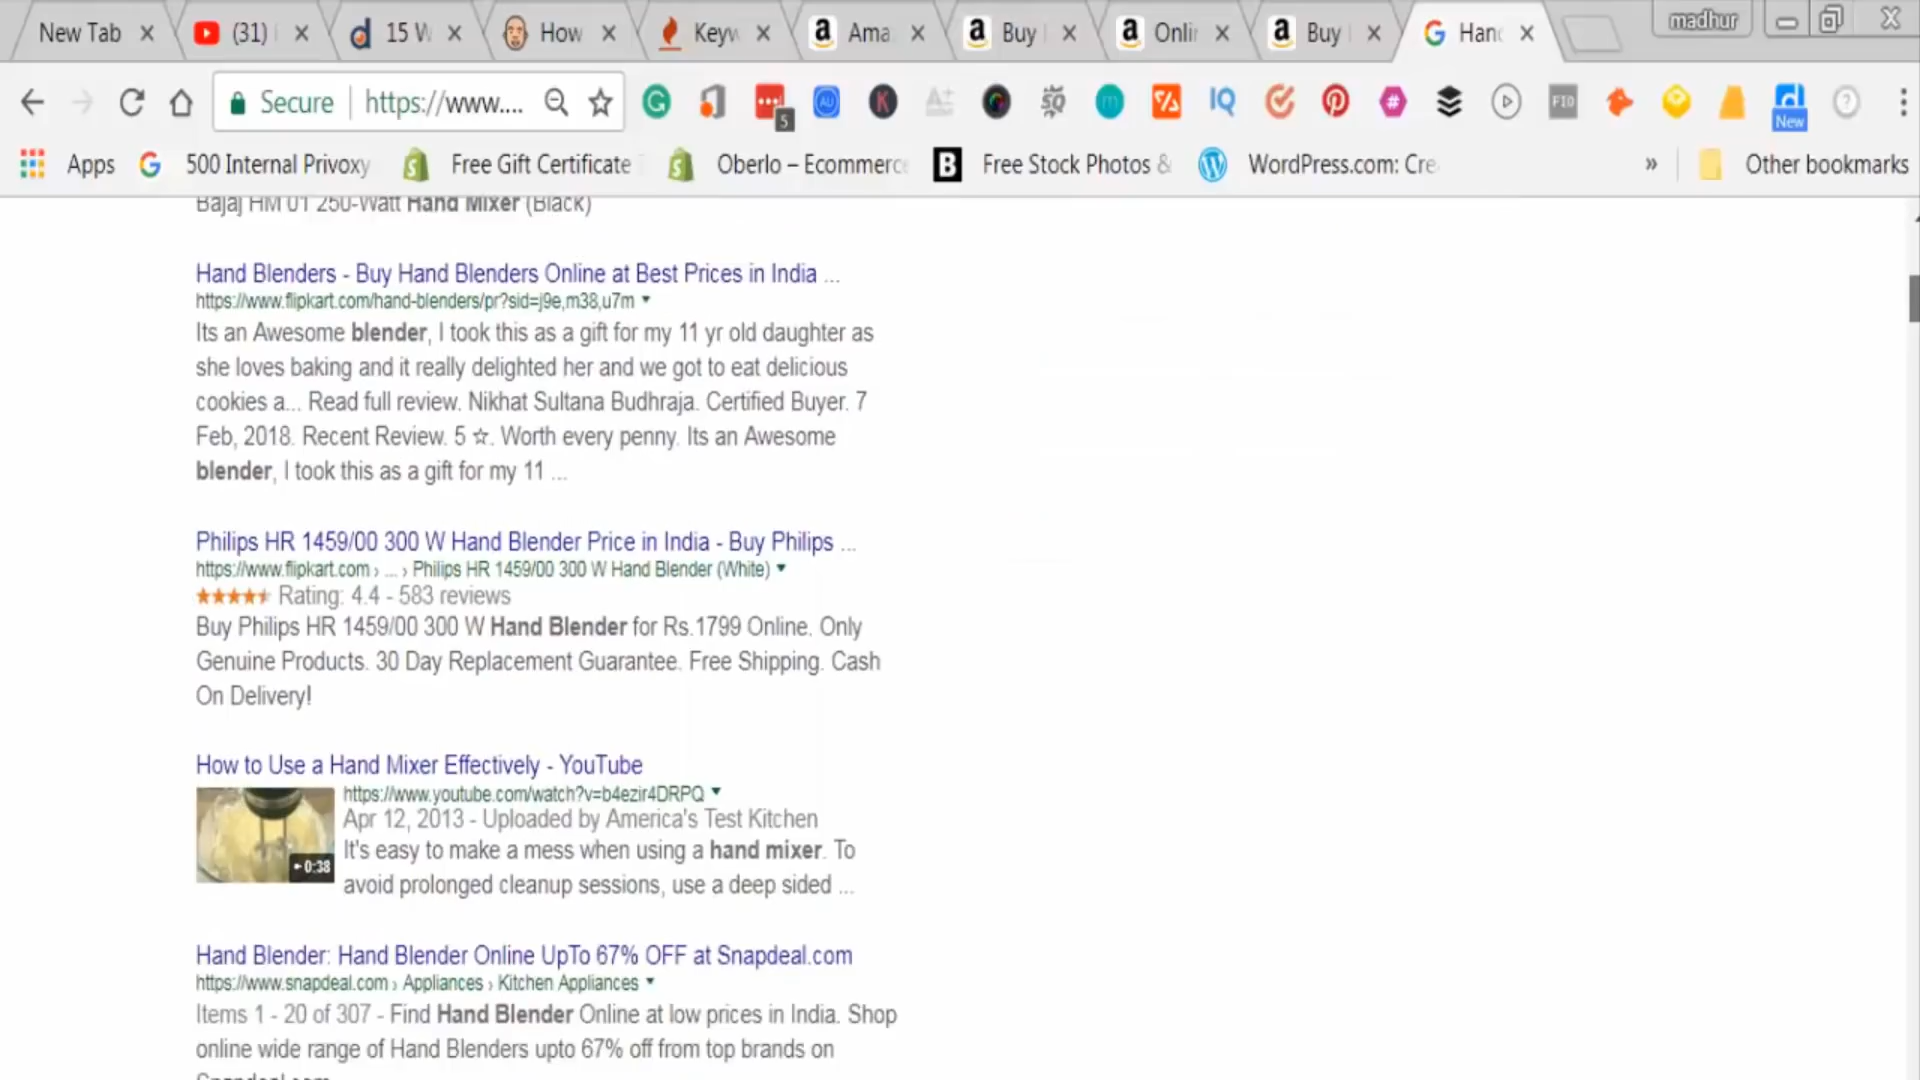 New Tab (31) 15 W How Keyw Ama Buy Onlin Buy Hand madhur
Secure https://www.... 5 New
Apps 500 Internal Privoxy Free Gift Certificate Oberlo – Ecommerc Free Stock Photos & WordPress.com: Cre » Other bookmarks
Bajaj HM 01 250-Watt Hand Mixer (Black)
Hand Blenders - Buy Hand Blenders Online at Best Prices in India ...
https://www.flipkart.com/hand-blenders/pr?sid=j9e,m38,u7m
Its an Awesome blender, I took this as a gift for my 11 yr old daughter as
she loves baking and it really delighted her and we got to eat delicious
cookies a... Read full review. Nikhat Sultana Budhraja. Certified Buyer. 7
Feb, 2018. Recent Review. 5 ☆. Worth every penny. Its an Awesome
blender, I took this as a gift for my 11 ...
Philips HR 1459/00 300 W Hand Blender Price in India - Buy Philips ...
https://www.flipkart.com › ... › Philips HR 1459/00 300 W Hand Blender (White)
Rating: 4.4 - 583 reviews
Buy Philips HR 1459/00 300 W Hand Blender for Rs.1799 Online. Only
Genuine Products. 30 Day Replacement Guarantee. Free Shipping. Cash
On Delivery!
How to Use a Hand Mixer Effectively - YouTube
https://www.youtube.com/watch?v=b4ezir4DRPQ
Apr 12, 2013 - Uploaded by America's Test Kitchen
It's easy to make a mess when using a hand mixer. To
0:38
avoid prolonged cleanup sessions, use a deep sided ...
Hand Blender: Hand Blender Online UpTo 67% OFF at Snapdeal.com
https://www.snapdeal.com › Appliances › Kitchen Appliances
Items 1 - 20 of 307 - Find Hand Blender Online at low prices in India. Shop
online wide range of Hand Blenders upto 67% off from top brands on
Snapdeal.com